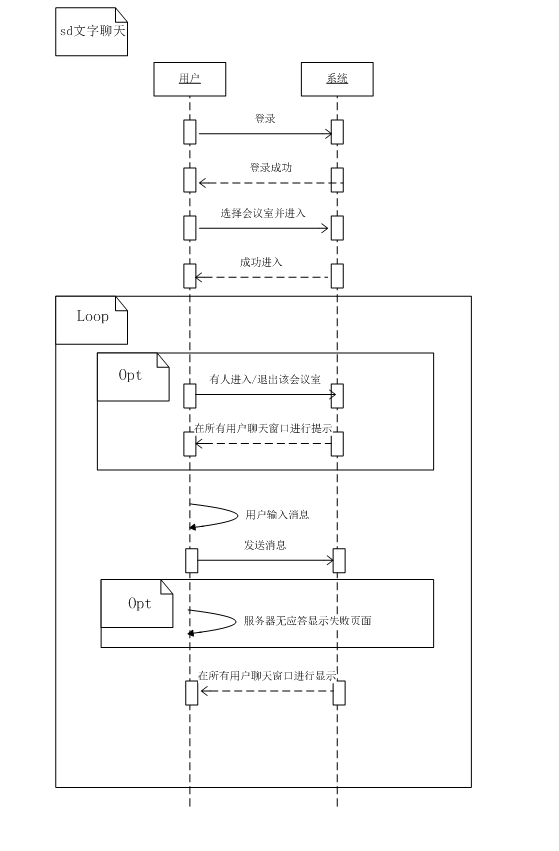 sd文字聊天
用户
系统
登录
登录成功
选择会议室并进入
成功进入
Loop
Opt
有人进入/退出该会议室
在所有用户聊天窗口进行提示
用户输入消息
发送消息
Opt
服务器无应答显示失败页面
在所有用户聊天窗口进行显示